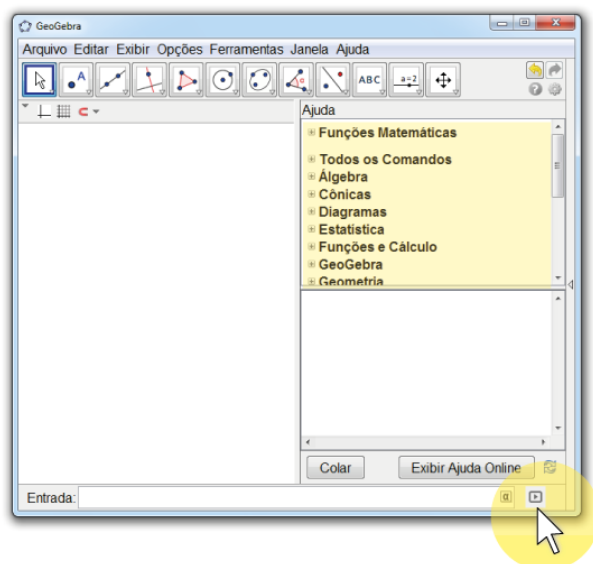 GeoGebra
Arquivo Editar Exibir Opções Ferramentas Janela Ajuda
A
ABC
a=2
Ajuda
Funções Matemáticas
Todos os Comandos
Álgebra
Cônicas
Diagramas
Estatística
Funções e Cálculo
GeoGebra
Geometria
Colar
Exibir Ajuda Online
Entrada:
α